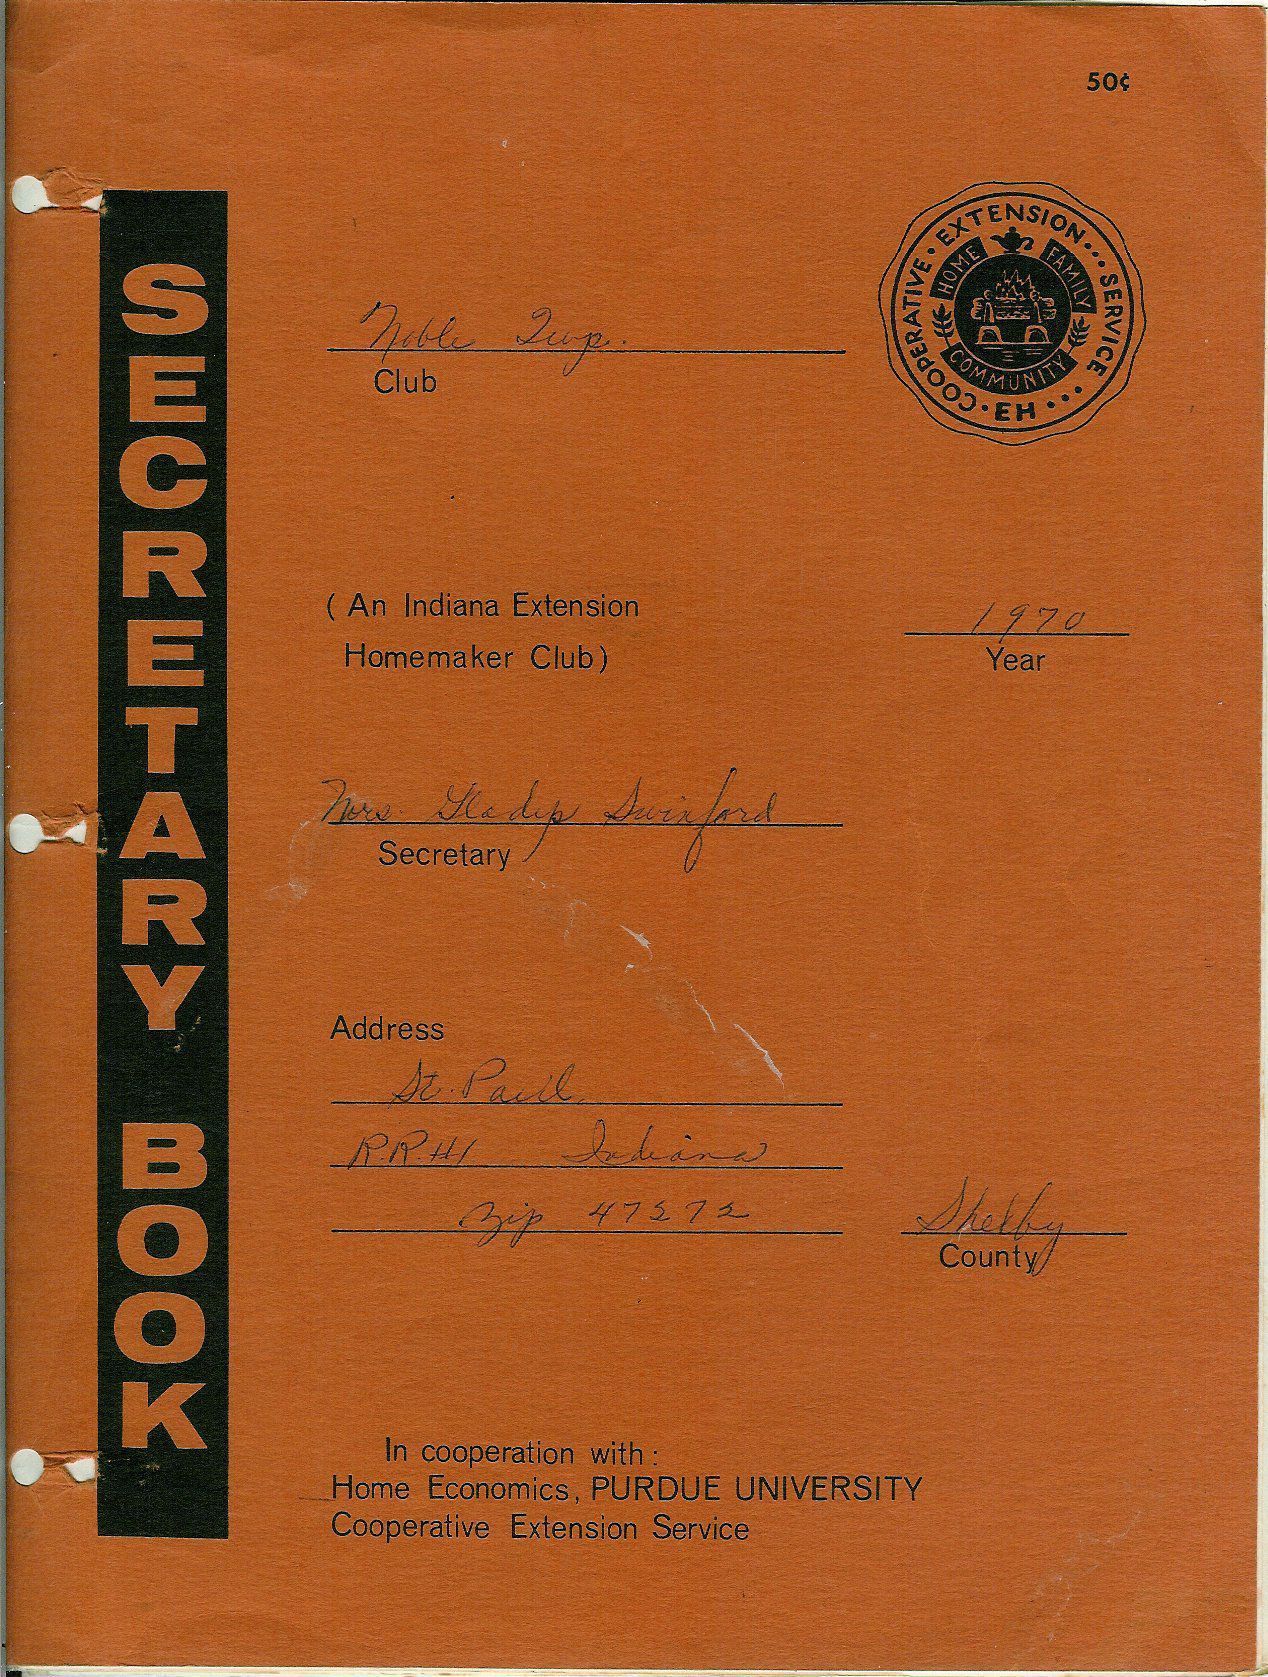 50¢
SECRETARY BOOK
COOPERATIVE • EXTENSION • • • SERVICE • • • EH •
HOME FAMILY
COMMUNITY
Noble Twp.
Club
( An Indiana Extension
Homemaker Club)
1970
Year
Mrs. Gladys Swinford
Secretary
Address
St. Paul,
R.R.#1 Indiana
Zip 47272
Shelby
County
In cooperation with :
Home Economics, PURDUE UNIVERSITY
Cooperative Extension Service